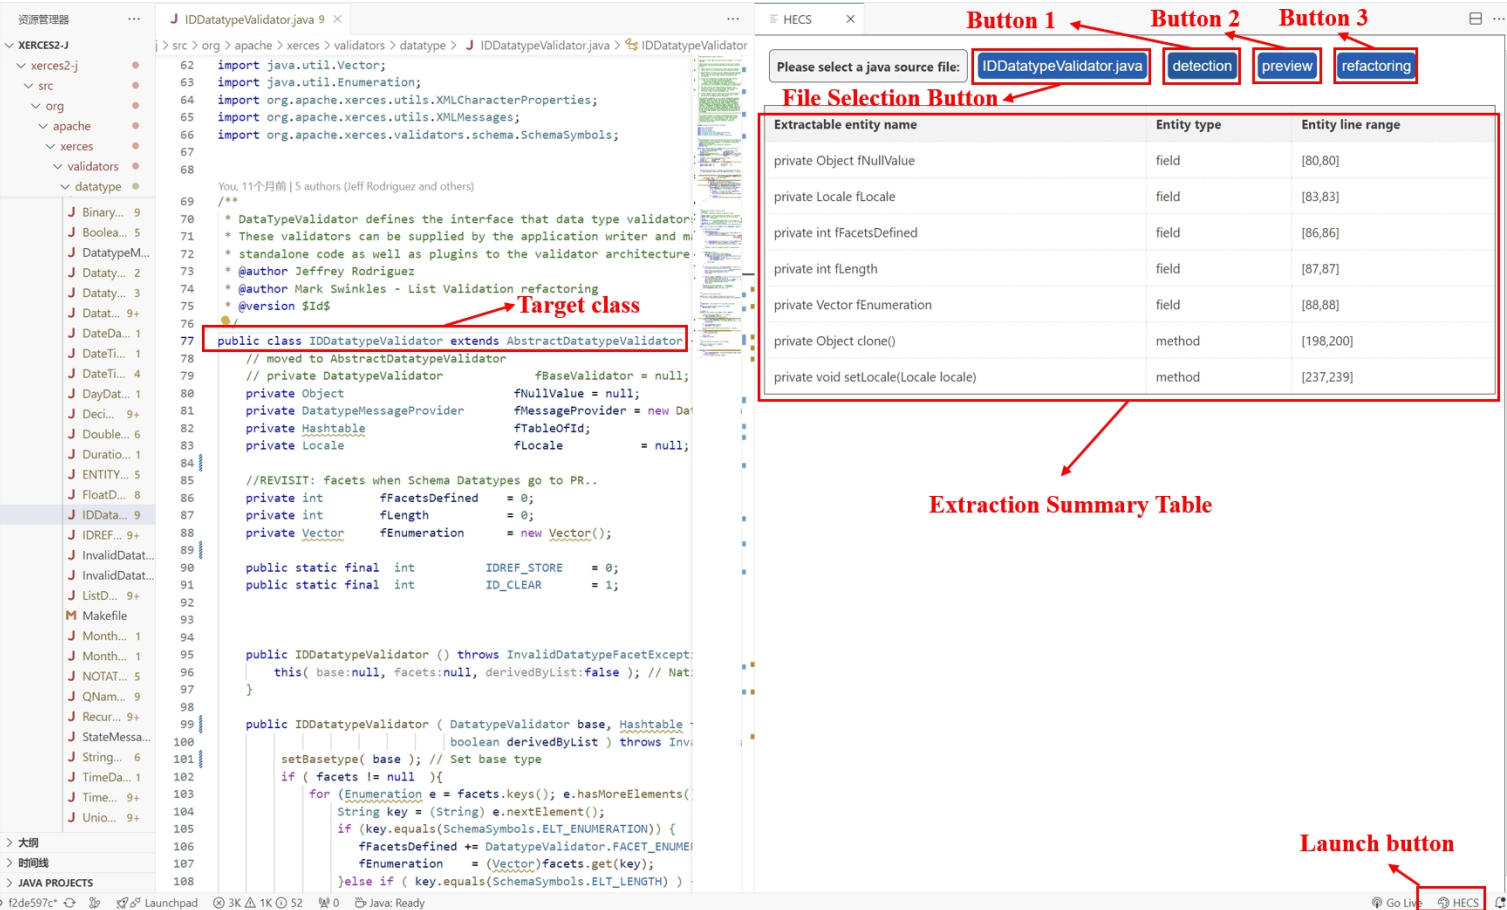 资源管理器
XERCES2-J
xerces2-j
src
org
apache
xerces
validators
datatype
Binary... 9
Boolea... 5
DatatypeM...
Dataty... 2
Dataty... 3
Datat... 9+
DateDa... 1
DateTi... 1
DateTi... 4
DayDat... 1
Deci... 9+
Double... 6
Duratio... 1
ENTITY... 5
FloatD... 8
IDData... 9
IDREF... 9+
InvalidDatat...
InvalidDatat...
ListD... 9+
Makefile
Month... 1
Month... 1
NOTAT... 5
QNam... 9
Recur... 9+
StateMessa...
String... 6
TimeDa... 1
Time... 9+
Unio... 9+
大纲
时间线
JAVA PROJECTS
IDDatatypeValidator.java 9
j > src > org > apache > xerces > validators > datatype > J IDDatatypeValidator.java > IDDatatypeValidator
62 import java.util.Vector;
63 import java.util.Enumeration;
64 import org.apache.xerces.utils.XMLCharacterProperties;
65 import org.apache.xerces.utils.XMLMessages;
66 import org.apache.xerces.validators.schema.SchemaSymbols;
67
68
You, 11个月前 | 5 authors (Jeff Rodriguez and others)
69 /**
70 * DataTypeValidator defines the interface that data type validators
71 * These validators can be supplied by the application writer and m
72 * standalone code as well as plugins to the validator architecture
73 * @author Jeffrey Rodriguez
74 * @author Mark Swinkles - List Validation refactoring
75 * @version $Id$
76 /
77 public class IDDatatypeValidator extends AbstractDatatypeValidator
78 // moved to AbstractDatatypeValidator
79 // private DatatypeValidator fBaseValidator = null;
80 private Object fNullValue = null;
81 private DatatypeMessageProvider fMessageProvider = new Dat
82 private Hashtable fTableOfId;
83 private Locale fLocale = null;
84
85 //REVISIT: facets when Schema Datatypes go to PR..
86 private int fFacetsDefined = 0;
87 private int fLength = 0;
88 private Vector fEnumeration = new Vector();
89
90 public static final int IDREF_STORE = 0;
91 public static final int ID_CLEAR = 1;
92
93
94
95 public IDDatatypeValidator () throws InvalidDatatypeFacetExcept
96 this( base:null, facets:null, derivedByList:false ); // Nat
97 }
98
99 public IDDatatypeValidator ( DatatypeValidator base, Hashtable
100 boolean derivedByList ) throws Inv
101 setBasetype( base ); // Set base type
102 if ( facets != null ){
103 for (Enumeration e = facets.keys(); e.hasMoreElements(
104 String key = (String) e.nextElement();
105 if (key.equals(SchemaSymbols.ELT_ENUMERATION)) {
106 fFacetsDefined += DatatypeValidator.FACET_ENUME
107 fEnumeration = (Vector)facets.get(key);
108 }else if ( key.equals(SchemaSymbols.ELT_LENGTH) )
Target class
HECS
Button 1 Button 2 Button 3
Please select a java source file: IDDatatypeValidator.java detection preview refactoring
File Selection Button
Extractable entity name Entity type Entity line range
private Object fNullValue field [80,80]
private Locale fLocale field [83,83]
private int fFacetsDefined field [86,86]
private int fLength field [87,87]
private Vector fEnumeration field [88,88]
private Object clone() method [198,200]
private void setLocale(Locale locale) method [237,239]
Extraction Summary Table
Launch button
f2de597c* Launchpad 3K 1K 52 0 Java: Ready Go Live HECS